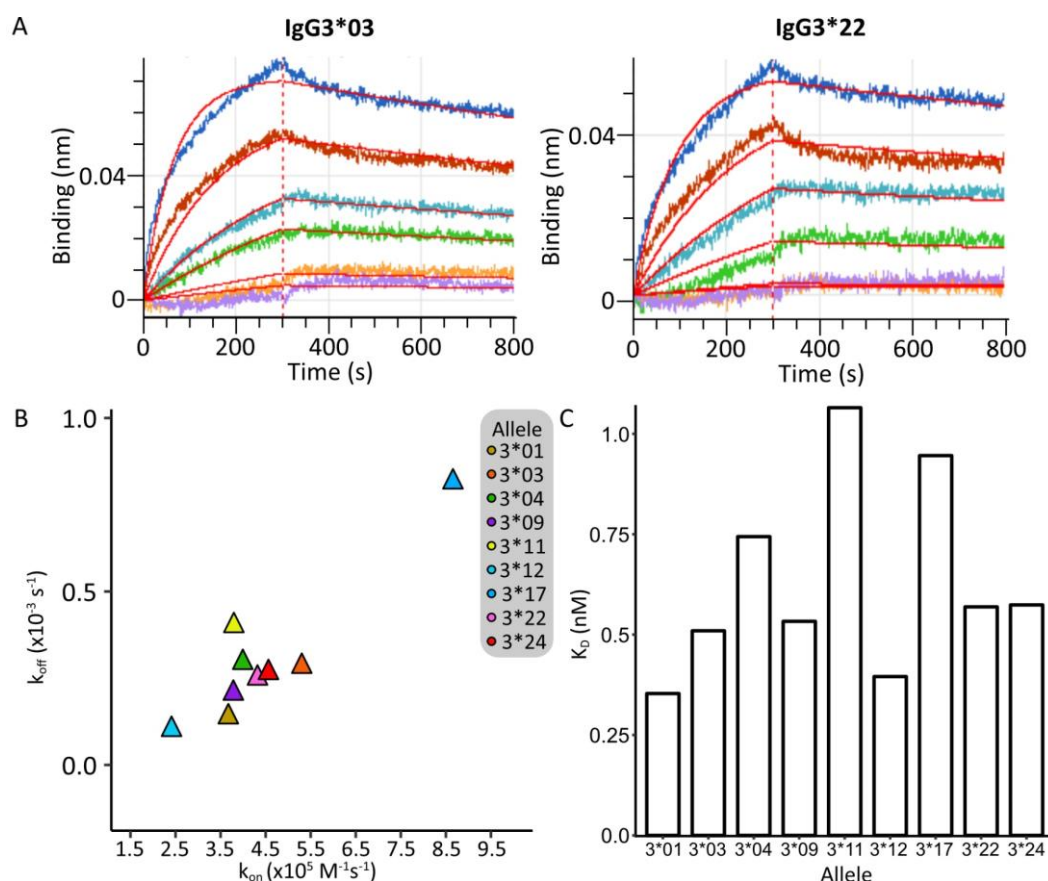 A
IgG3*03
IgG3*22
Binding (nm)
0.04
0
0 200 400 600 800
Time (s)
Binding (nm)
0.04
0
0 200 400 600 800
Time (s)
B
1.0
0.5
0.0
k_off (x10⁻³ s⁻¹)
1.5 2.5 3.5 4.5 5.5 6.5 7.5 8.5 9.5
k_on (x10⁵ M⁻¹s⁻¹)
Allele
3*01
3*03
3*04
3*09
3*11
3*12
3*17
3*22
3*24
C
1.0
0.75
0.5
0.25
0.0
K_D (nM)
3*01 3*03 3*04 3*09 3*11 3*12 3*17 3*22 3*24
Allele